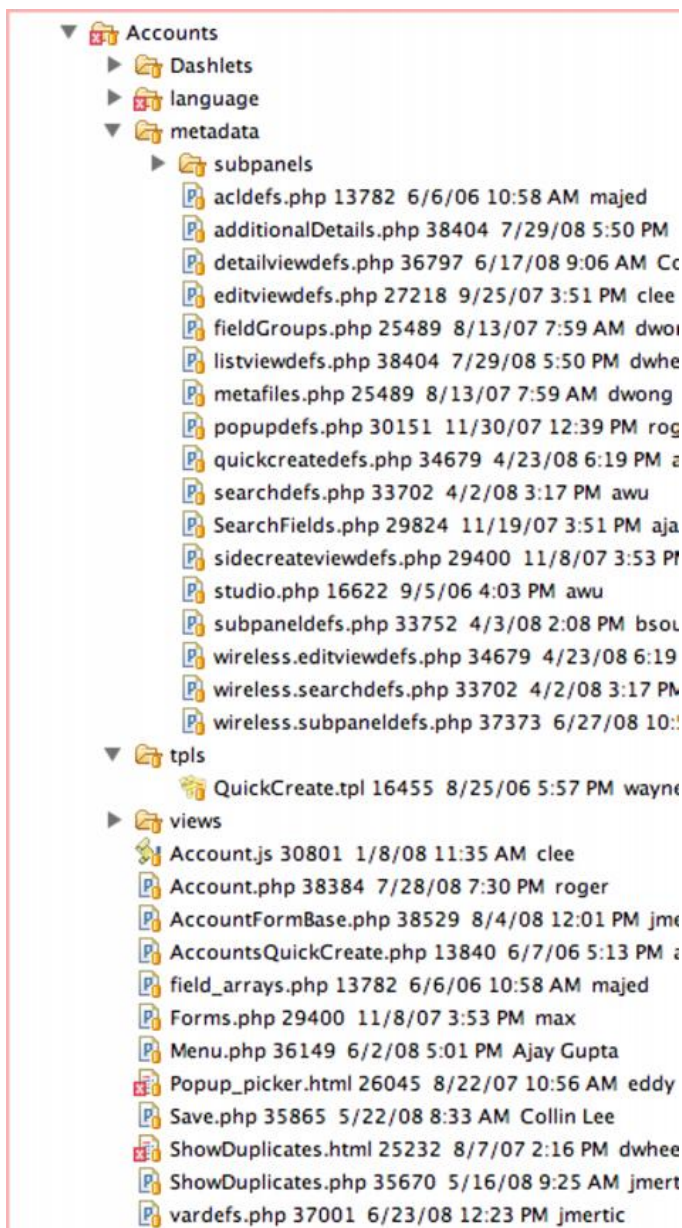 Accounts
Dashlets
language
metadata
subpanels
acldefs.php 13782 6/6/06 10:58 AM majed
additionalDetails.php 38404 7/29/08 5:50 PM
detailviewdefs.php 36797 6/17/08 9:06 AM
editviewdefs.php 27218 9/25/07 3:51 PM clee
fieldGroups.php 25489 8/13/07 7:59 AM
listviewdefs.php 38404 7/29/08 5:50 PM dwhe
metafiles.php 25489 8/13/07 7:59 AM dwong
popupdefs.php 30151 11/30/07 12:39 PM rog
quickcreatedefs.php 34679 4/23/08 6:19 PM a
searchdefs.php 33702 4/2/08 3:17 PM awu
SearchFields.php 29824 11/19/07 3:51 PM aja
sidecreateviewdefs.php 29400 11/8/07 3:53
studio.php 16622 9/5/06 4:03 PM awu
subpaneldefs.php 33752 4/3/08 2:08 PM bsou
wireless.editviewdefs.php 34679 4/23/08 6:19
wireless.searchdefs.php 33702 4/2/08 3:17 PM
wireless.subpaneldefs.php 37373 6/27/08
tpls
QuickCreate.tpl 16455 8/25/06 5:57 PM wayne
views
Account.js 30801 1/8/08 11:35 AM clee
Account.php 38384 7/28/08 7:30 PM roger
AccountFormBase.php 38529 8/4/08 12:01 PM jme
AccountsQuickCreate.php 13840 6/7/06 5:13 PM a
field_arrays.php 13782 6/6/06 10:58 AM majed
Forms.php 29400 11/8/07 3:53 PM max
Menu.php 36149 6/2/08 5:01 PM Ajay Gupta
Popup_picker.html 26045 8/22/07 10:56 AM eddy
Save.php 35865 5/22/08 8:33 AM Collin Lee
ShowDuplicates.html 25232 8/7/07 2:16 PM dwhee
ShowDuplicates.php 35670 5/16/08 9:25 AM jmert
vardefs.php 37001 6/23/08 12:23 PM jmertic